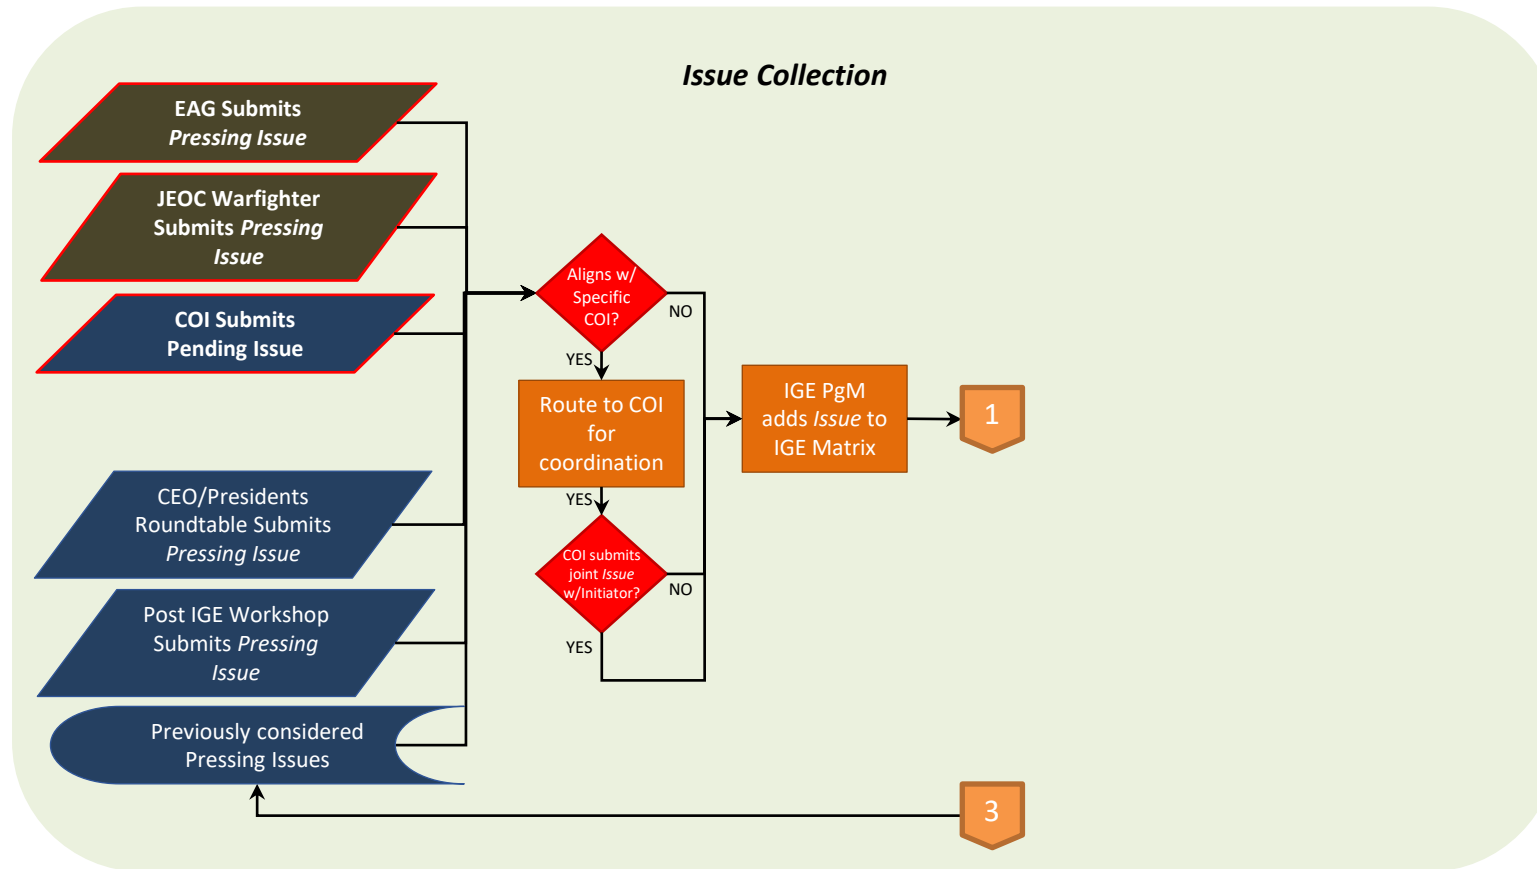 Issue Collection
EAG Submits
Pressing Issue
JEOC Warfighter
Submits Pressing
Issue
COI Submits
Pending Issue
CEO/Presidents
Roundtable Submits
Pressing Issue
Post IGE Workshop
Submits Pressing
Issue
Previously considered
Pressing Issues
Aligns w/
Specific
COI?
NO
YES
Route to COI
for
coordination
YES
COI submits
joint Issue
w/Initiator?
NO
YES
IGE PgM
adds Issue to
IGE Matrix
1
3